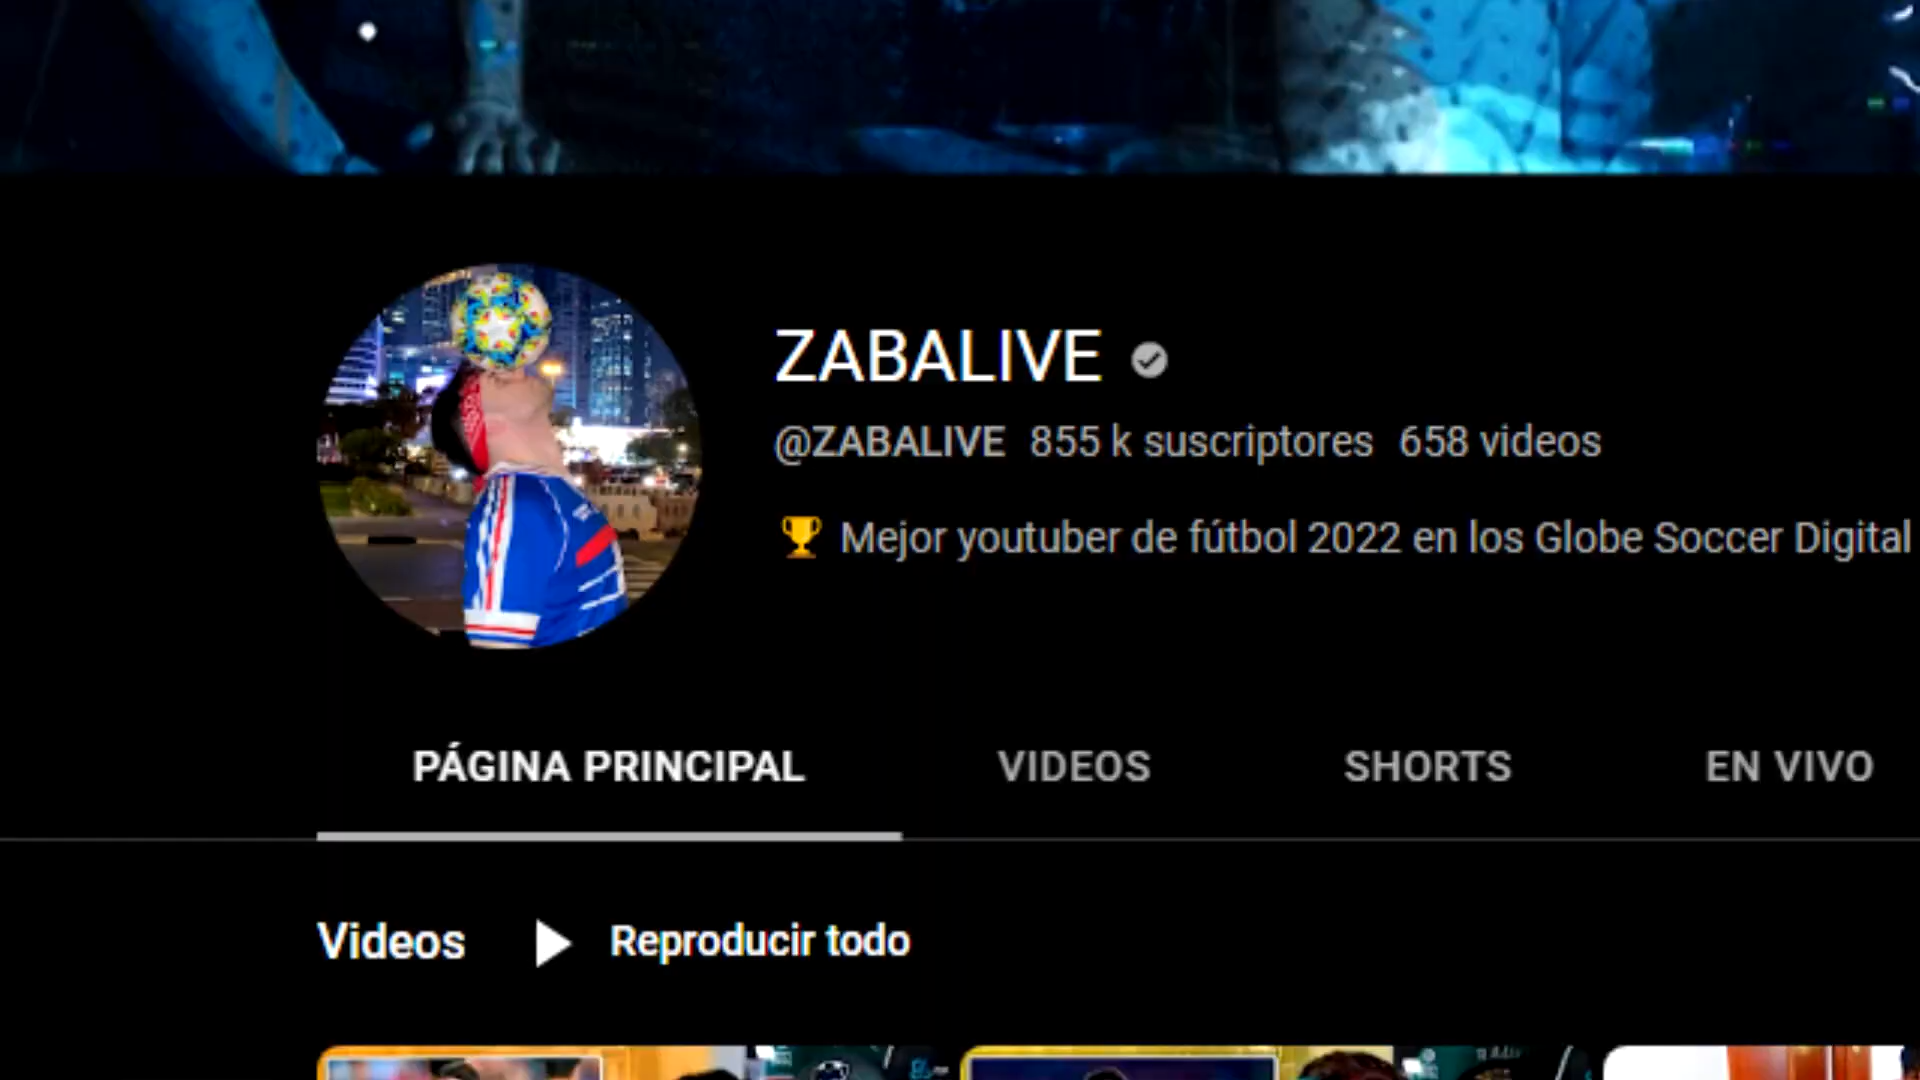 ZABALIVE
@ZABALIVE 855 k suscriptores 658 videos
🏆 Mejor youtuber de fútbol 2022 en los Globe Soccer Digital
PÁGINA PRINCIPAL VIDEOS SHORTS EN VIVO
Videos Reproducir todo